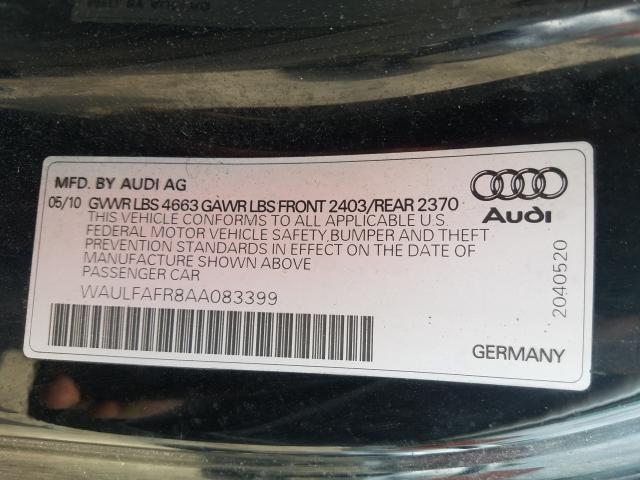 MFD. BY AUDI AG
05/10 GVWR LBS 4663 GAWR LBS FRONT 2403/REAR 2370
THIS VEHICLE CONFORMS TO ALL APPLICABLE U.S.
FEDERAL MOTOR VEHICLE SAFETY,BUMPER AND THEFT
PREVENTION STANDARDS IN EFFECT ON THE DATE OF
MANUFACTURE SHOWN ABOVE
PASSENGER CAR
WAULFAFR8AA083399
Audi
2040520
GERMANY